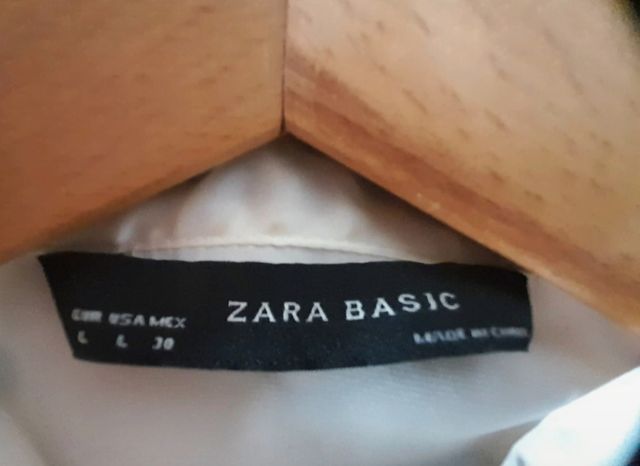 EUR USA MEX
L L 30
ZARA BASIC
MADE IN CHINA